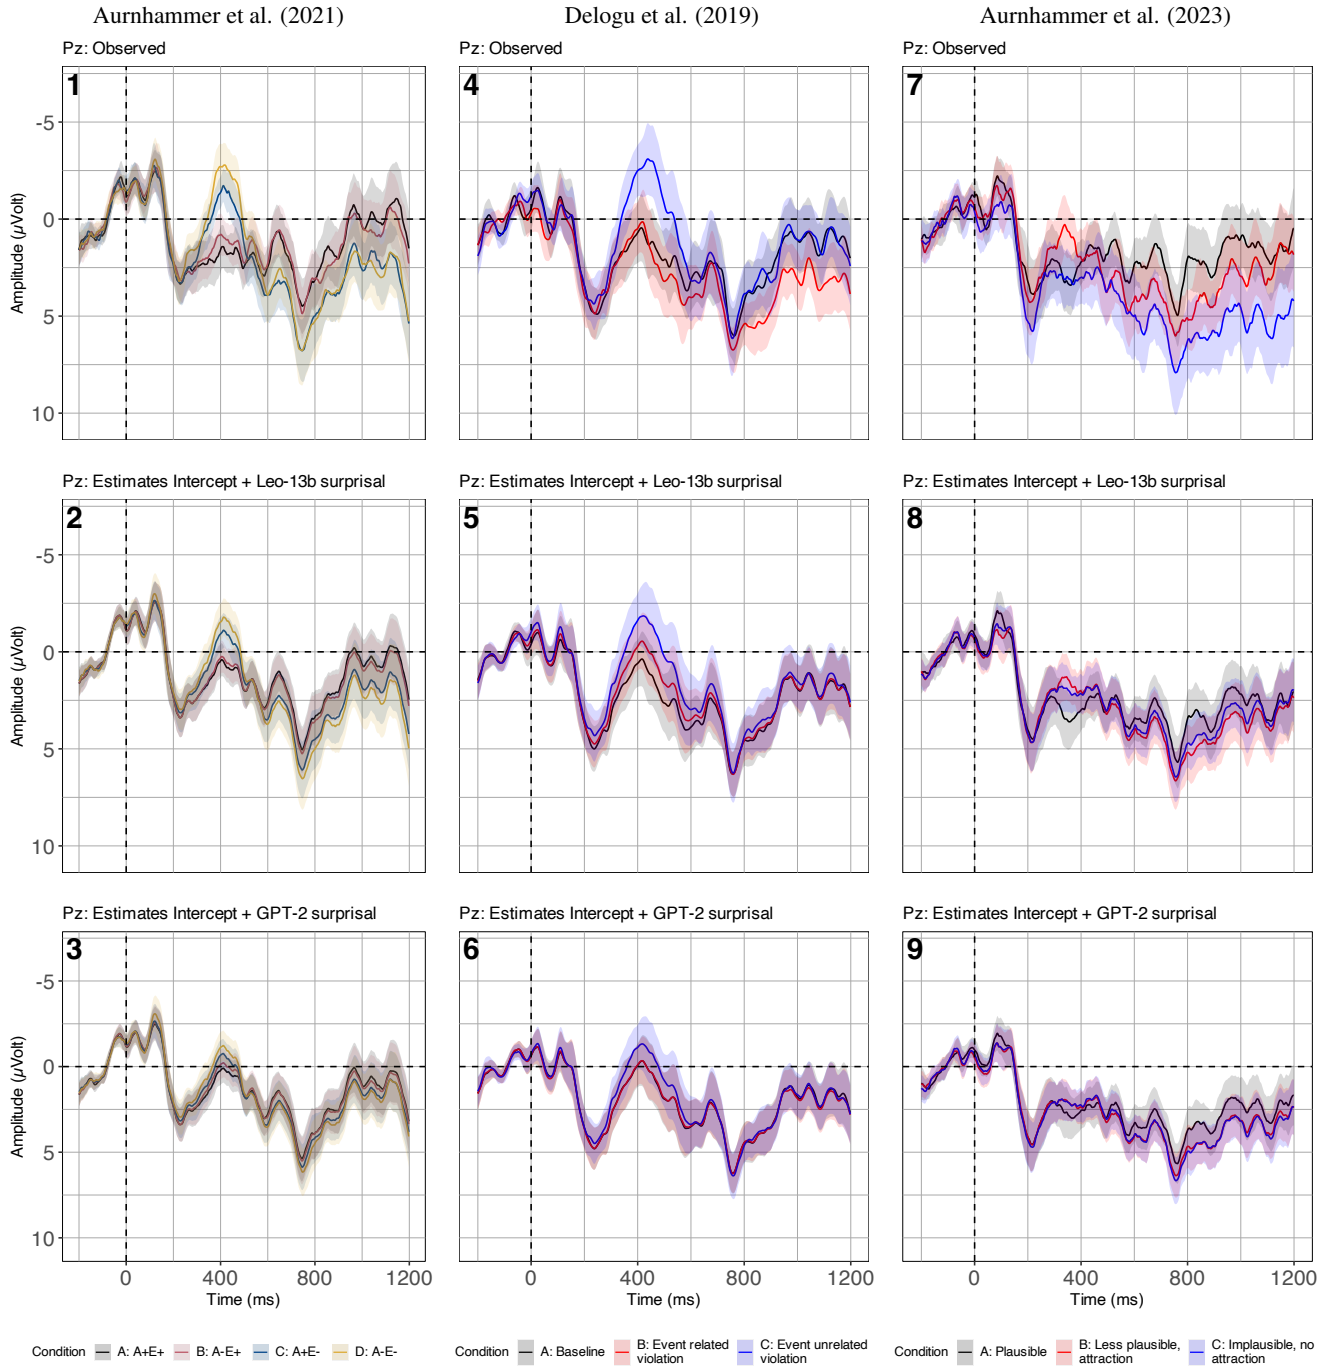 Aurnhammer et al. (2021)
Delogu et al. (2019)
Aurnhammer et al. (2023)
Pz: Observed
Pz: Observed
Pz: Observed
1
4
7
Amplitude (µVolt)
-5
0
5
10
Pz: Estimates Intercept + Leo-13b surprisal
Pz: Estimates Intercept + Leo-13b surprisal
Pz: Estimates Intercept + Leo-13b surprisal
2
5
8
Amplitude (µVolt)
-5
0
5
10
Pz: Estimates Intercept + GPT-2 surprisal
Pz: Estimates Intercept + GPT-2 surprisal
Pz: Estimates Intercept + GPT-2 surprisal
3
6
9
Amplitude (µVolt)
-5
0
5
10
0 400 800 1200
0 400 800 1200
0 400 800 1200
Time (ms)
Time (ms)
Time (ms)
Condition A: A+E+ B: A-E+ C: A+E- D: A-E-
Condition A: Baseline B: Event related violation C: Event unrelated violation
Condition A: Plausible B: Less plausible, attraction C: Implausible, no attraction